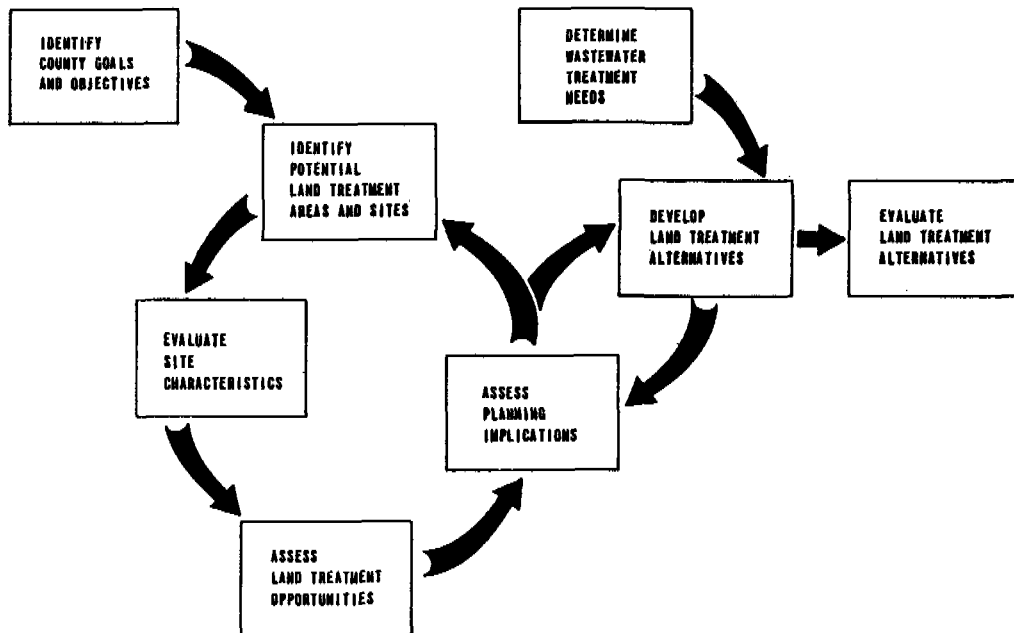 IDENTIFY
COUNTY GOALS
AND OBJECTIVES
DETERMINE
WASTEWATER
TREATMENT
NEEDS
IDENTIFY
POTENTIAL
LAND TREATMENT
AREAS AND SITES
DEVELOP
LAND TREATMENT
ALTERNATIVES
EVALUATE
LAND TREATMENT
ALTERNATIVES
EVALUATE
SITE
CHARACTERISTICS
ASSESS
PLANNING
IMPLICATIONS
ASSESS
LAND TREATMENT
OPPORTUNITIES